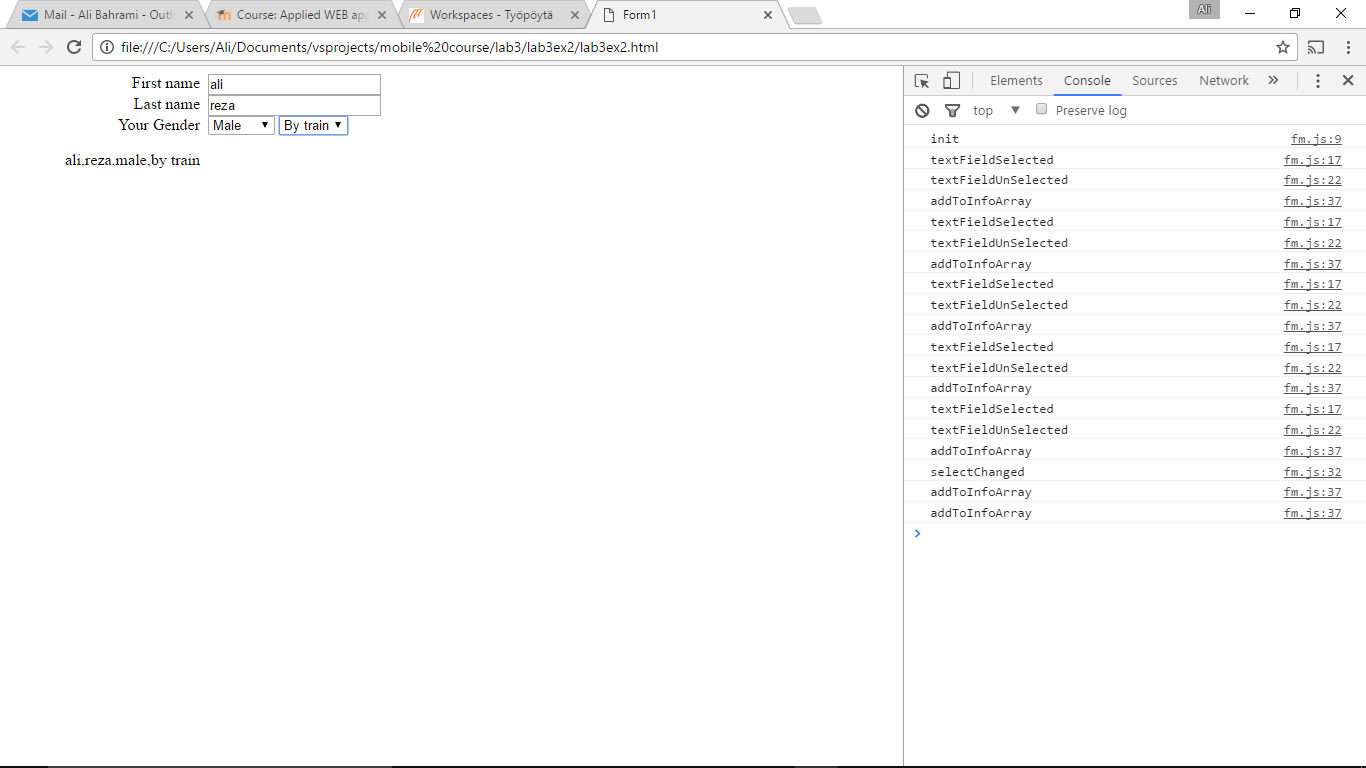 Mail - Ali Bahrami - Outl
Course: Applied WEB ap
Workspaces - Työpöytä
Form1
Ali
file:///C:/Users/Ali/Documents/vsprojects/mobile%20course/lab3/lab3ex2/lab3ex2.html
First name ali
Last name reza
Your Gender Male By train
ali,reza,male,by train
Elements Console Sources Network »
top Preserve log
init fm.js:9
textFieldSelected fm.js:17
textFieldUnSelected fm.js:22
addToInfoArray fm.js:37
textFieldSelected fm.js:17
textFieldUnSelected fm.js:22
addToInfoArray fm.js:37
textFieldSelected fm.js:17
textFieldUnSelected fm.js:22
addToInfoArray fm.js:37
textFieldSelected fm.js:17
textFieldUnSelected fm.js:22
addToInfoArray fm.js:37
textFieldSelected fm.js:17
textFieldUnSelected fm.js:22
addToInfoArray fm.js:37
selectChanged fm.js:32
addToInfoArray fm.js:37
addToInfoArray fm.js:37